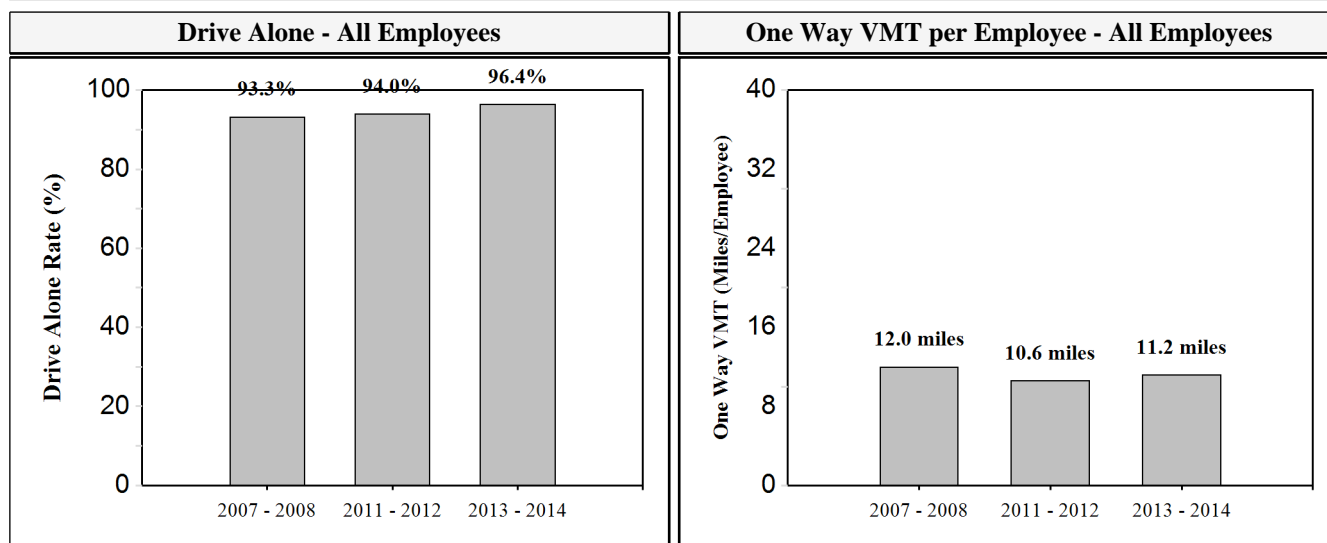 Drive Alone - All Employees
100
80
60
40
20
0
Drive Alone Rate (%)
93.3%
94.0%
96.4%
2007 - 2008
2011 - 2012
2013 - 2014
One Way VMT per Employee - All Employees
40
32
24
16
8
0
One Way VMT (Miles/Employee)
12.0 miles
10.6 miles
11.2 miles
2007 - 2008
2011 - 2012
2013 - 2014